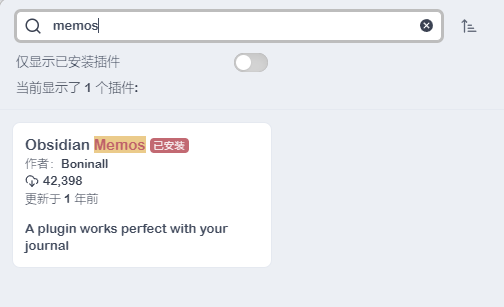 memos
仅显示已安装插件
当前显示了 1 个插件:
Obsidian Memos 已安装
作者：Boninall
42,398
更新于 1 年前
A plugin works perfect with your
journal